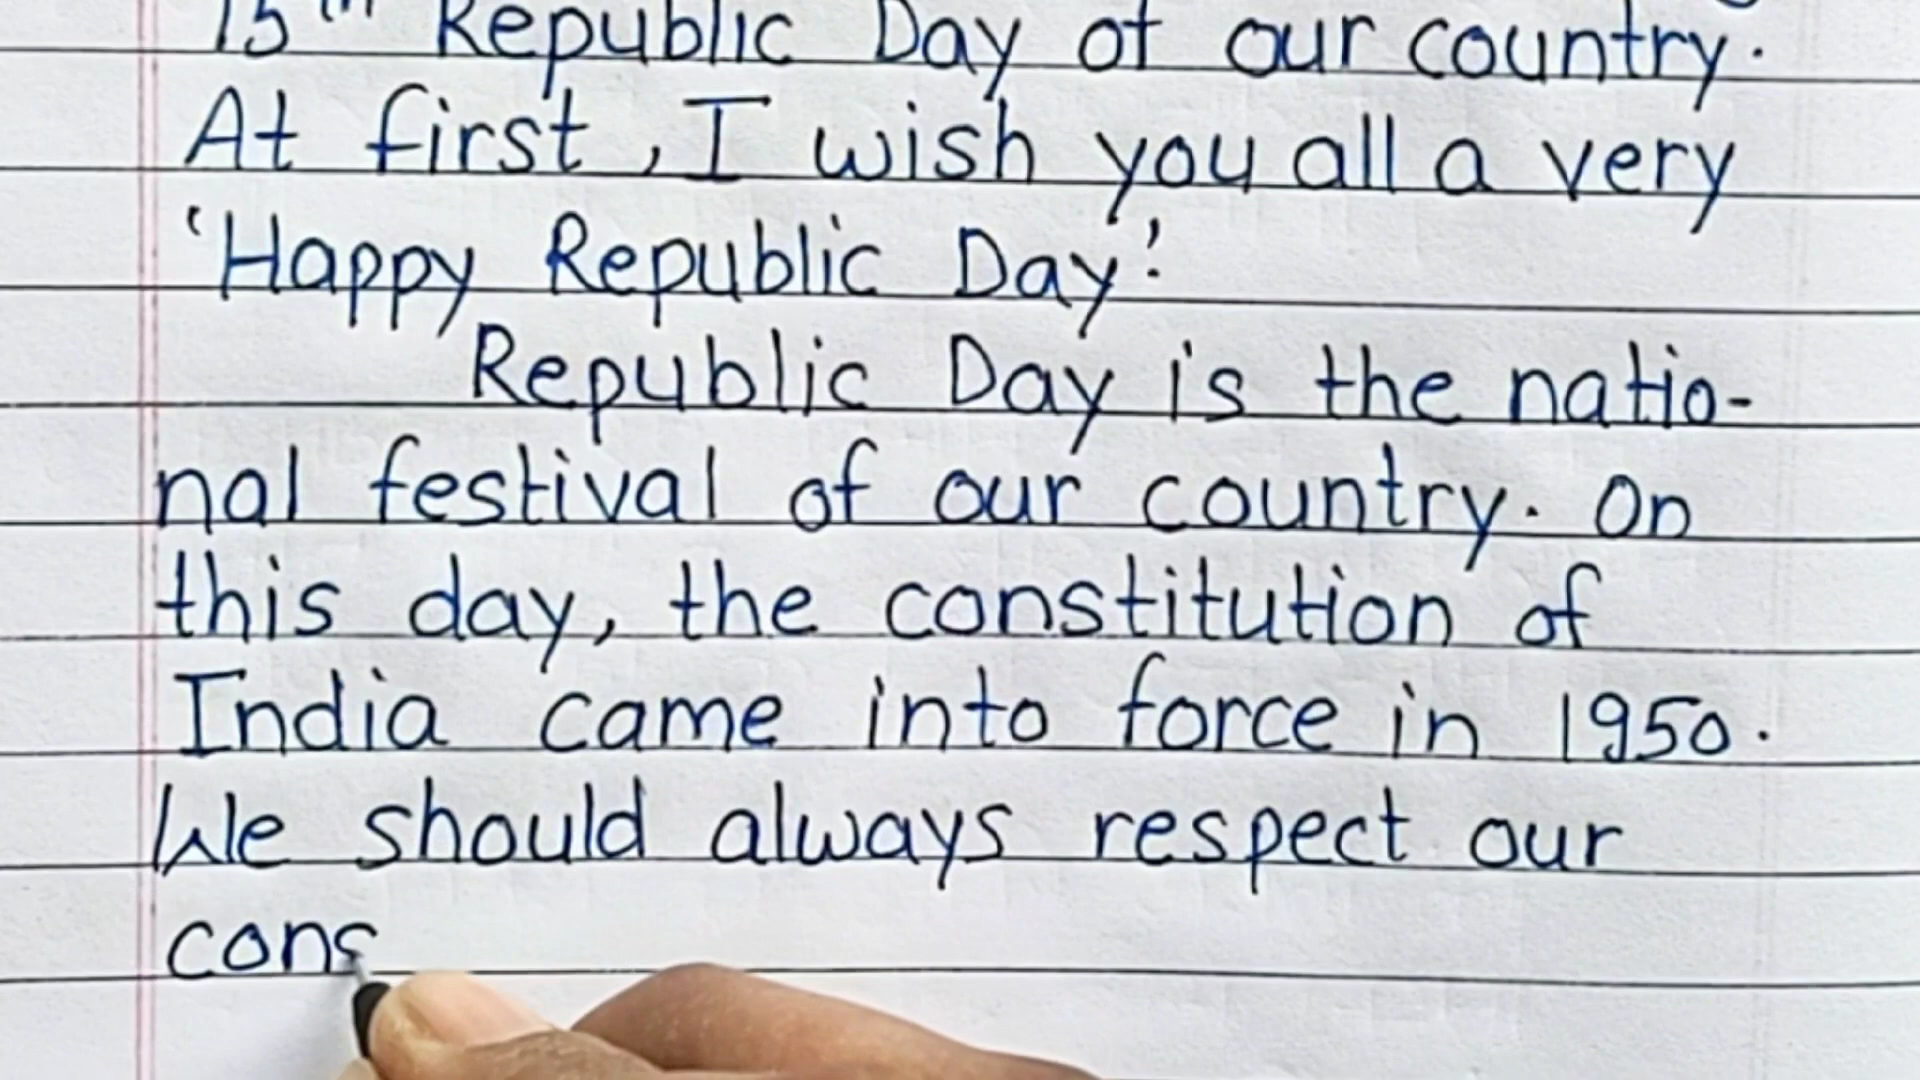 15th Republic Day of our country.
At first, I wish you all a very
'Happy Republic Day'.
Republic Day is the natio-
nal festival of our country. On
this day, the constitution of
India came into force in 1950.
We should always respect our
cons